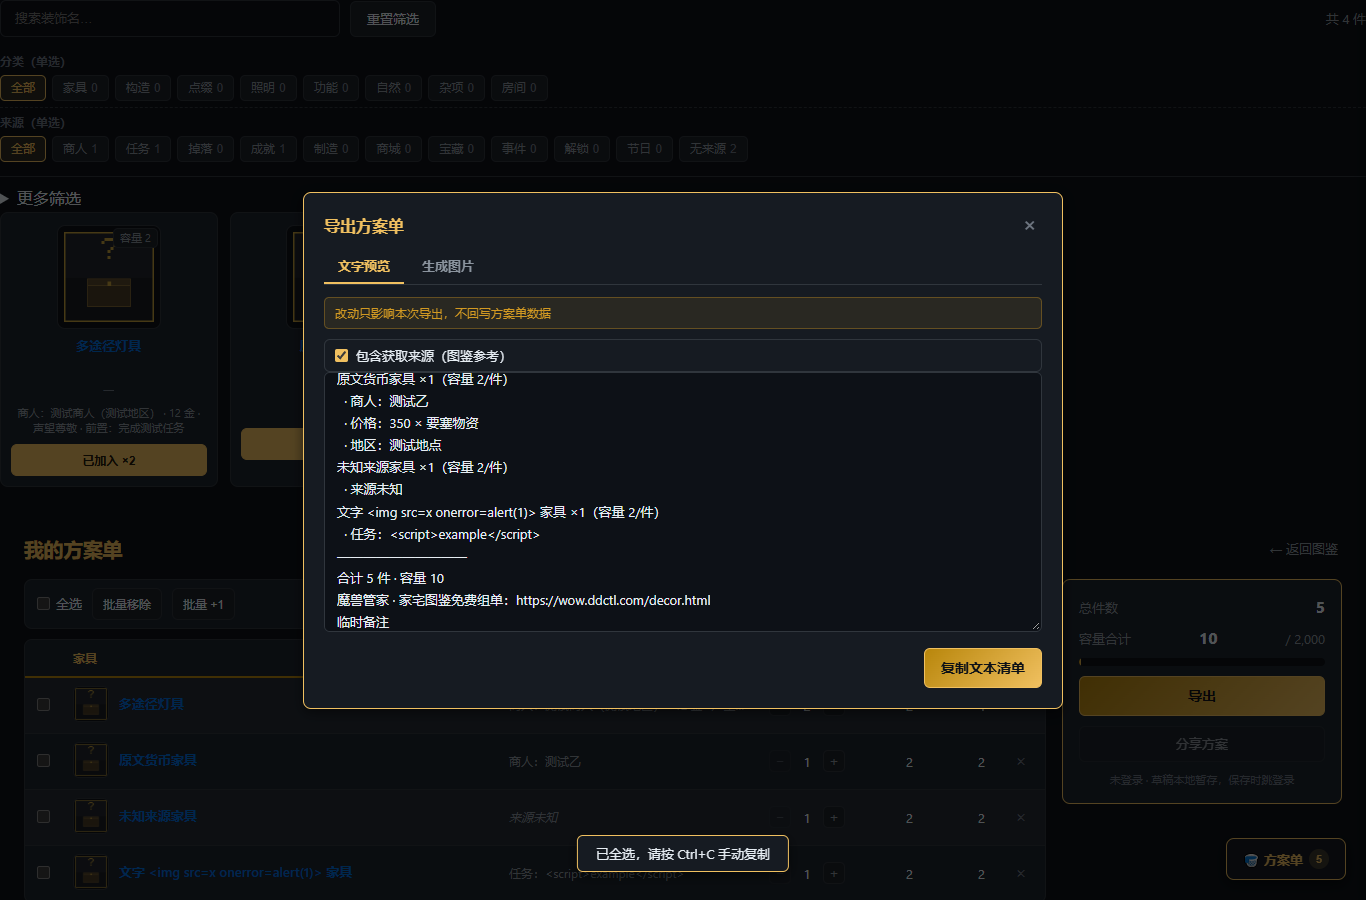 搜索装饰名...
重置筛选
共 4 件
分类（单选）
全部 家具 0 构造 0 点缀 0 照明 0 功能 0 自然 0 杂项 0 房间 0
来源（单选）
全部 商人 1 任务 1 掉落 0 成就 1 制造 0 商城 0 宝藏 0 事件 0 解锁 0 节日 0 无来源 2
▶ 更多筛选
容量 2
多途径灯具
—
商人：测试商人（测试地区） · 12 金 ·
声望尊敬 · 前置：完成测试任务
已加入 ×2
导出方案单
×
文字预览 生成图片
改动只影响本次导出，不回写方案单数据
包含获取来源（图鉴参考）
原文货币家具 ×1（容量 2/件）
· 商人：测试乙
· 价格：350 × 要塞物资
· 地区：测试地点
未知来源家具 ×1（容量 2/件）
· 来源未知
文字 <img src=x onerror=alert(1)> 家具 ×1（容量 2/件）
· 任务：<script>example</script>
——————————
合计 5 件 · 容量 10
魔兽管家 · 家宅图鉴免费组单：https://wow.ddctl.com/decor.html
临时备注
复制文本清单
我的方案单
← 返回图鉴
全选 批量移除 批量 +1
家具
多途径灯具
原文货币家具 商人：测试乙 − 1 + 2 2 ×
未知来源家具 来源未知 − 1 + 2 2 ×
文字 <img src=x onerror=alert(1)> 家具 任务：<script>example</script> 1 + 2 2 ×
总件数 5
容量合计 10 / 2,000
导出
分享方案
未登录 · 草稿本地暂存，保存时跳登录
已全选，请按 Ctrl+C 手动复制
方案单 5